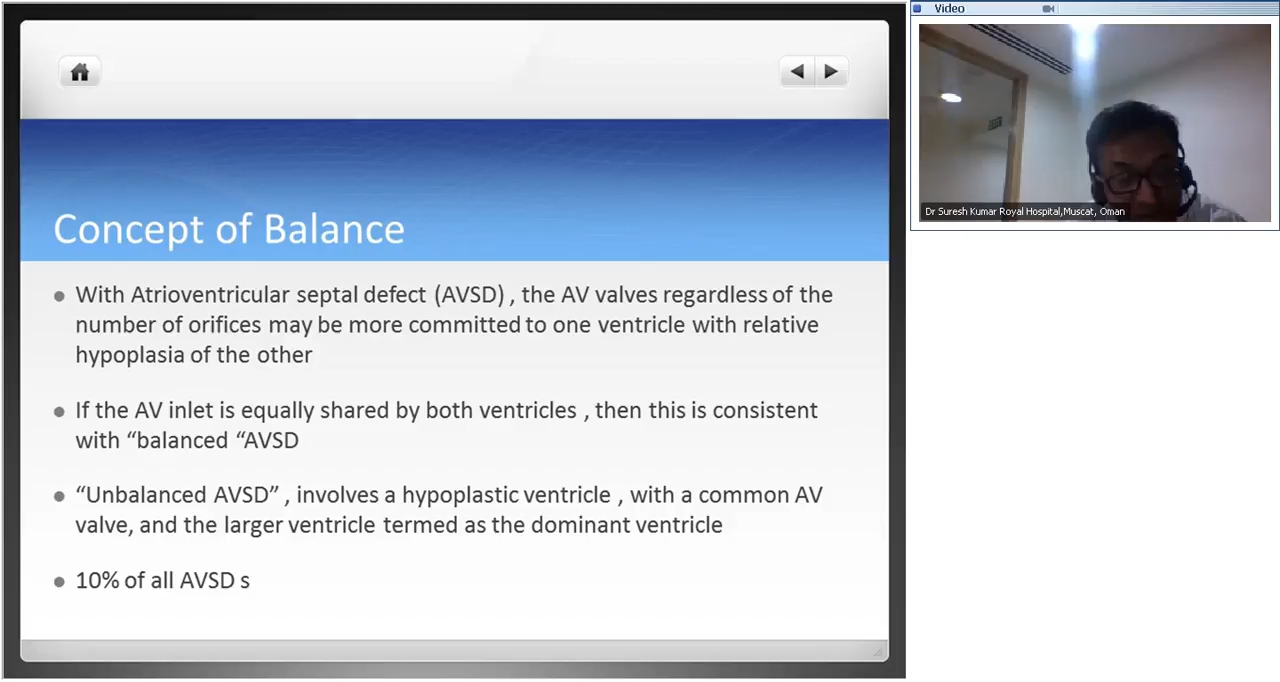 Video
Dr Suresh Kumar Royal Hospital,Muscat, Oman
Concept of Balance
With Atrioventricular septal defect (AVSD) , the AV valves regardless of the
number of orifices may be more committed to one ventricle with relative
hypoplasia of the other
If the AV inlet is equally shared by both ventricles , then this is consistent
with “balanced “AVSD
“Unbalanced AVSD” , involves a hypoplastic ventricle , with a common AV
valve, and the larger ventricle termed as the dominant ventricle
10% of all AVSD s